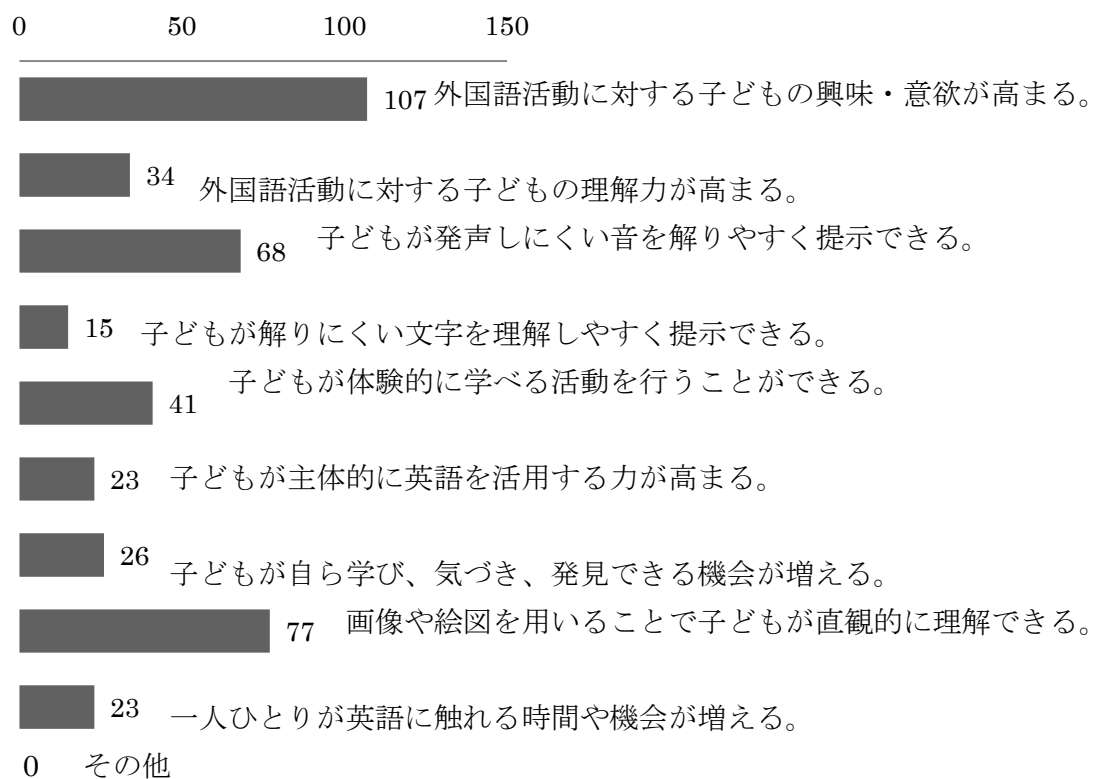 0 50 100 150
107 外国語活動に対する子どもの興味・意欲が高まる。
34 外国語活動に対する子どもの理解力が高まる。
68 子どもが発声しにくい音を解りやすく提示できる。
15 子どもが解りにくい文字を理解しやすく提示できる。
41 子どもが体験的に学べる活動を行うことができる。
23 子どもが主体的に英語を活用する力が高まる。
26 子どもが自ら学び、気づき、発見できる機会が増える。
77 画像や絵図を用いることで子どもが直観的に理解できる。
23 一人ひとりが英語に触れる時間や機会が増える。
0 その他